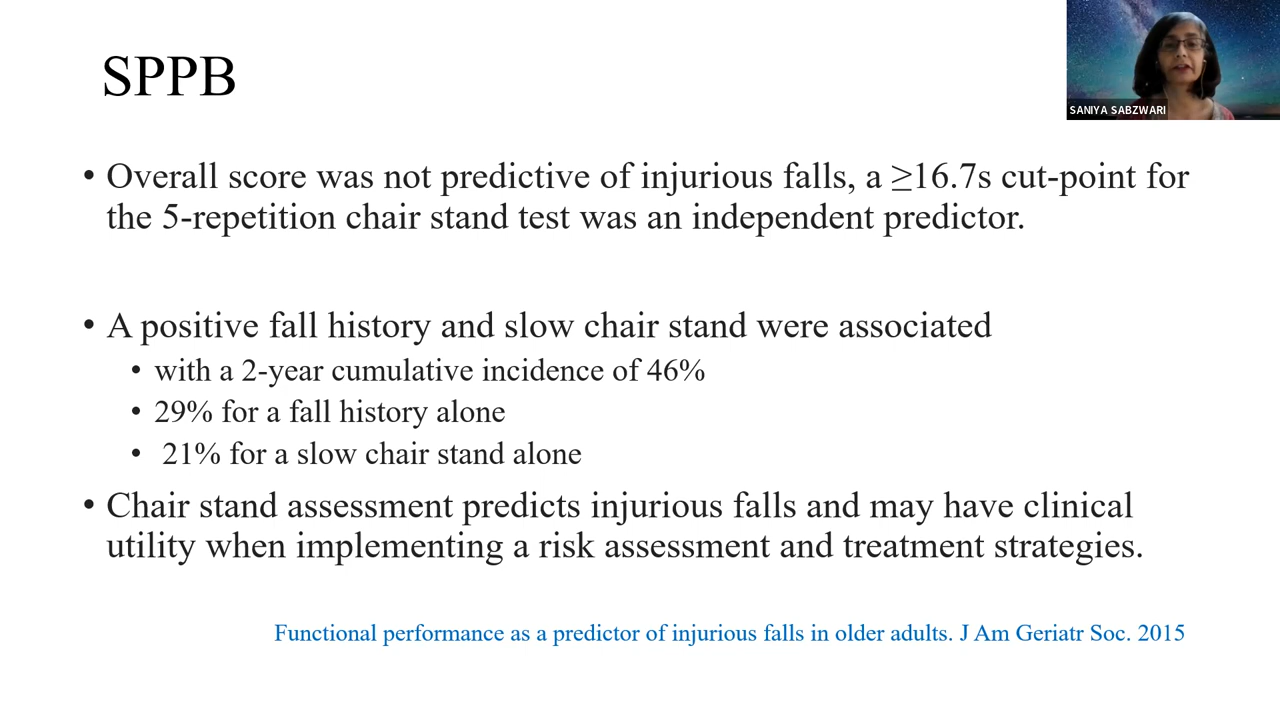 SPPB
SANIYA SABZWARI
• Overall score was not predictive of injurious falls, a ≥16.7s cut-point for
the 5-repetition chair stand test was an independent predictor.
• A positive fall history and slow chair stand were associated
• with a 2-year cumulative incidence of 46%
• 29% for a fall history alone
• 21% for a slow chair stand alone
• Chair stand assessment predicts injurious falls and may have clinical
utility when implementing a risk assessment and treatment strategies.
Functional performance as a predictor of injurious falls in older adults. J Am Geriatr Soc. 2015